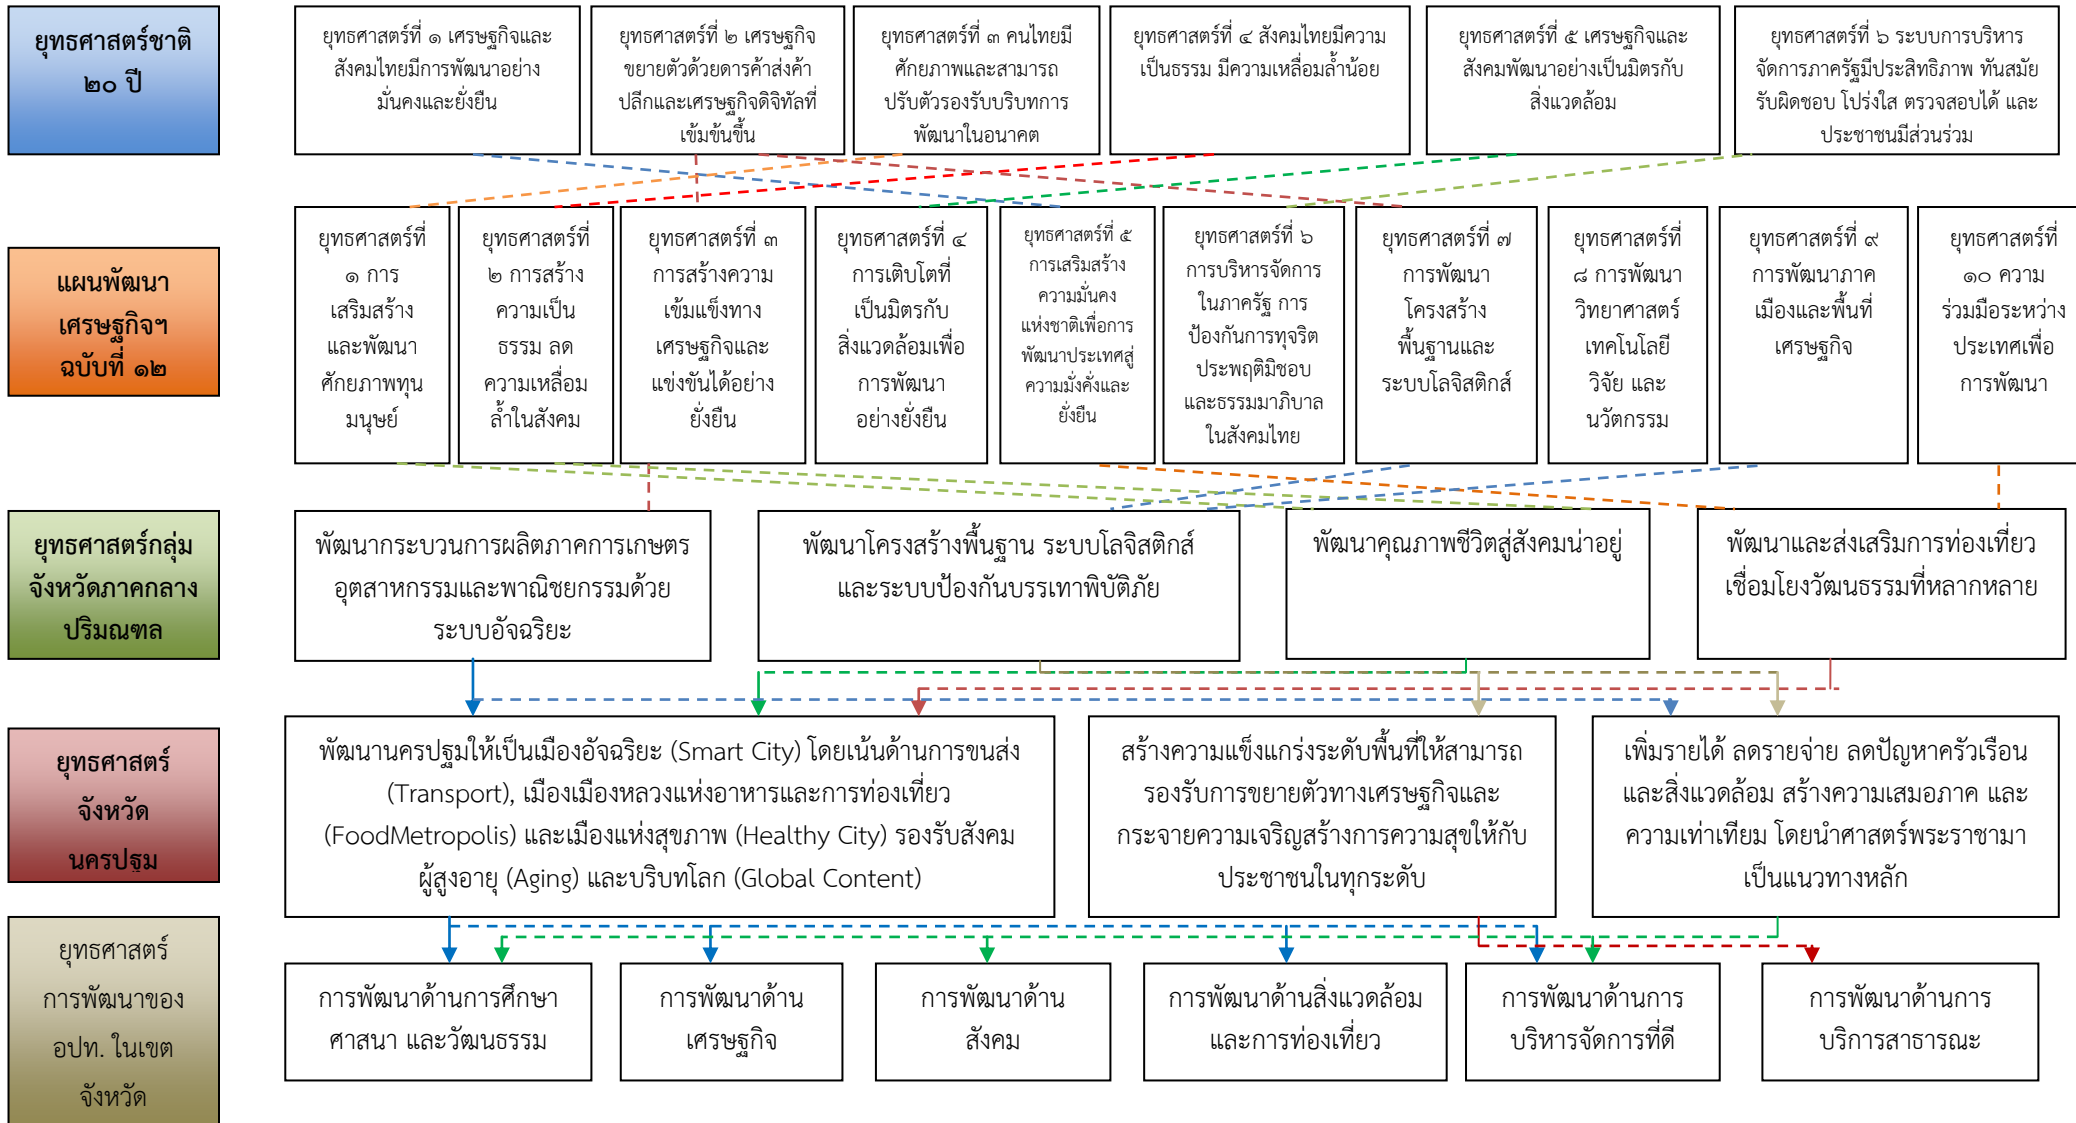 ยุทธศาสตร์ชาติ
๒๐ ปี
ยุทธศาสตร์ที่ ๑ เศรษฐกิจและ
สังคมไทยมีการพัฒนาอย่าง
มั่นคงและยั่งยืน
ยุทธศาสตร์ที่ ๒ เศรษฐกิจ
ขยายตัวด้วยดารค้าส่งค้า
ปลีกและเศรษฐกิจดิจิทัลที่
เข้มข้นขึ้น
ยุทธศาสตร์ที่ ๓ คนไทยมี
ศักยภาพและสามารถ
ปรับตัวรองรับบริบทการ
พัฒนาในอนาคต
ยุทธศาสตร์ที่ ๔ สังคมไทยมีความ
เป็นธรรม มีความเหลื่อมล้ำน้อย
ยุทธศาสตร์ที่ ๕ เศรษฐกิจและ
สังคมพัฒนาอย่างเป็นมิตรกับ
สิ่งแวดล้อม
ยุทธศาสตร์ที่ ๖ ระบบการบริหาร
จัดการภาครัฐมีประสิทธิภาพ ทันสมัย
รับผิดชอบ โปร่งใส ตรวจสอบได้ และ
ประชาชนมีส่วนร่วม
แผนพัฒนา
เศรษฐกิจฯ
ฉบับที่ ๑๒
ยุทธศาสตร์ที่
๑ การ
เสริมสร้าง
และพัฒนา
ศักยภาพทุน
มนุษย์
ยุทธศาสตร์ที่
๒ การสร้าง
ความเป็น
ธรรม ลด
ความเหลื่อม
ล้ำในสังคม
ยุทธศาสตร์ที่ ๓
การสร้างความ
เข้มแข็งทาง
เศรษฐกิจและ
แข่งขันได้อย่าง
ยั่งยืน
ยุทธศาสตร์ที่ ๔
การเติบโตที่
เป็นมิตรกับ
สิ่งแวดล้อมเพื่อ
การพัฒนา
อย่างยั่งยืน
ยุทธศาสตร์ที่ ๕
การเสริมสร้าง
ความมั่นคง
แห่งชาติเพื่อการ
พัฒนาประเทศสู่
ความมั่งคั่งและ
ยั่งยืน
ยุทธศาสตร์ที่ ๖
การบริหารจัดการ
ในภาครัฐ การ
ป้องกันการทุจริต
ประพฤติมิชอบ
และธรรมมาภิบาล
ในสังคมไทย
ยุทธศาสตร์ที่ ๗
การพัฒนา
โครงสร้าง
พื้นฐานและ
ระบบโลจิสติกส์
ยุทธศาสตร์ที่
๘ การพัฒนา
วิทยาศาสตร์
เทคโนโลยี
วิจัย และ
นวัตกรรม
ยุทธศาสตร์ที่ ๙
การพัฒนาภาค
เมืองและพื้นที่
เศรษฐกิจ
ยุทธศาสตร์ที่
๑๐ ความ
ร่วมมือระหว่าง
ประเทศเพื่อ
การพัฒนา
ยุทธศาสตร์กลุ่ม
จังหวัดภาคกลาง
ปริมณฑล
พัฒนากระบวนการผลิตภาคการเกษตร
อุตสาหกรรมและพาณิชยกรรมด้วย
ระบบอัจฉริยะ
พัฒนาโครงสร้างพื้นฐาน ระบบโลจิสติกส์
และระบบป้องกันบรรเทาพิบัติภัย
พัฒนาคุณภาพชีวิตสู่สังคมน่าอยู่
พัฒนาและส่งเสริมการท่องเที่ยว
เชื่อมโยงวัฒนธรรมที่หลากหลาย
ยุทธศาสตร์
จังหวัด
นครปฐม
พัฒนานครปฐมให้เป็นเมืองอัจฉริยะ (Smart City) โดยเน้นด้านการขนส่ง
(Transport), เมืองเมืองหลวงแห่งอาหารและการท่องเที่ยว
(FoodMetropolis) และเมืองแห่งสุขภาพ (Healthy City) รองรับสังคม
ผู้สูงอายุ (Aging) และบริบทโลก (Global Content)
สร้างความแข็งแกร่งระดับพื้นที่ให้สามารถ
รองรับการขยายตัวทางเศรษฐกิจและ
กระจายความเจริญสร้างการความสุขให้กับ
ประชาชนในทุกระดับ
เพิ่มรายได้ ลดรายจ่าย ลดปัญหาครัวเรือน
และสิ่งแวดล้อม สร้างความเสมอภาค และ
ความเท่าเทียม โดยนำศาสตร์พระราชามา
เป็นแนวทางหลัก
ยุทธศาสตร์
การพัฒนาของ
อปท. ในเขต
จังหวัด
การพัฒนาด้านการศึกษา
ศาสนา และวัฒนธรรม
การพัฒนาด้าน
เศรษฐกิจ
การพัฒนาด้าน
สังคม
การพัฒนาด้านสิ่งแวดล้อม
และการท่องเที่ยว
การพัฒนาด้านการ
บริหารจัดการที่ดี
การพัฒนาด้านการ
บริการสาธารณะ